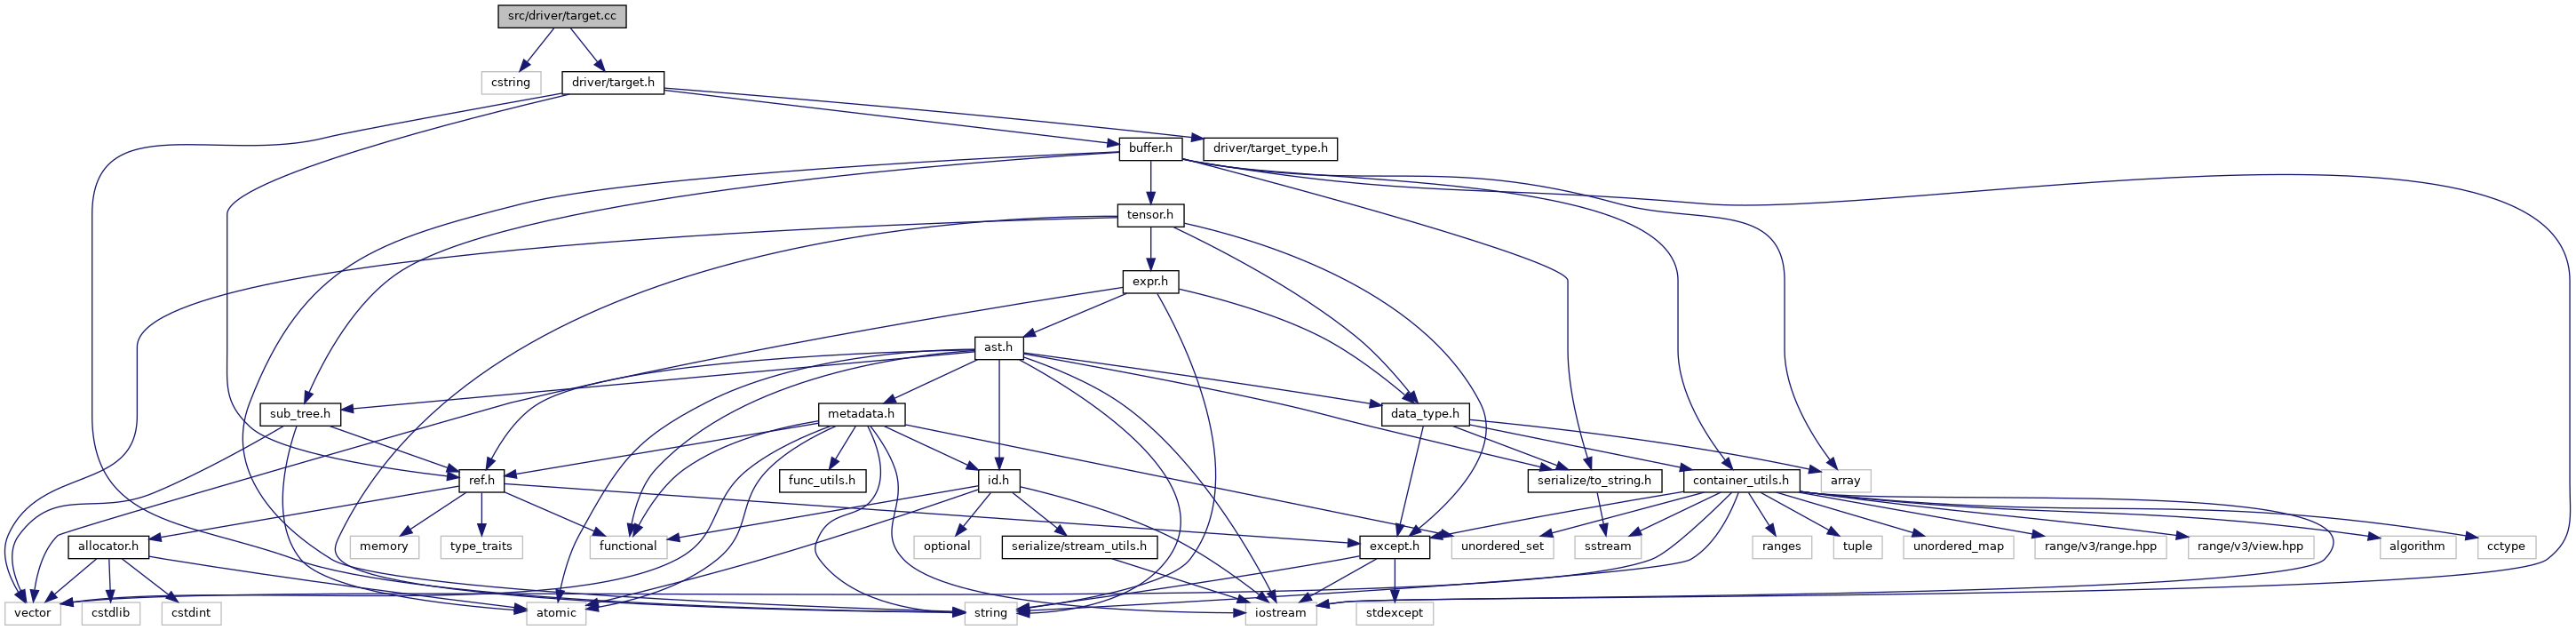 src/driver/target.cc
cstring
driver/target.h
buffer.h
driver/target_type.h
tensor.h
expr.h
ast.h
sub_tree.h
metadata.h
data_type.h
ref.h
func_utils.h
id.h
serialize/to_string.h
container_utils.h
array
allocator.h
memory
type_traits
functional
optional
serialize/stream_utils.h
except.h
unordered_set
sstream
ranges
tuple
unordered_map
range/v3/range.hpp
range/v3/view.hpp
algorithm
cctype
vector
cstdlib
cstdint
atomic
string
iostream
stdexcept